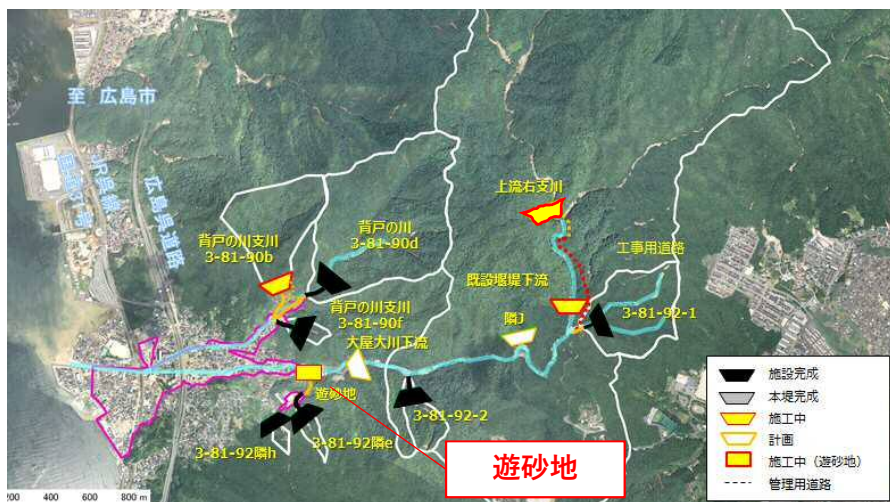 至 広島市
JR呉線
広島呉道路
上流右支川
背戸の川支川
3-81-90b
背戸の川
3-81-90d
工事用道路
既設堰堤下流
背戸の川支川
3-81-90f
隣J
3-81-92-1
大屋大川下流
遊砂地
3-81-92-2
3-81-92隣h
3-81-92隣e
遊砂地
施設完成
本堤完成
施工中
計画
施工中（遊砂地）
管理用道路
200 400 600 800 m